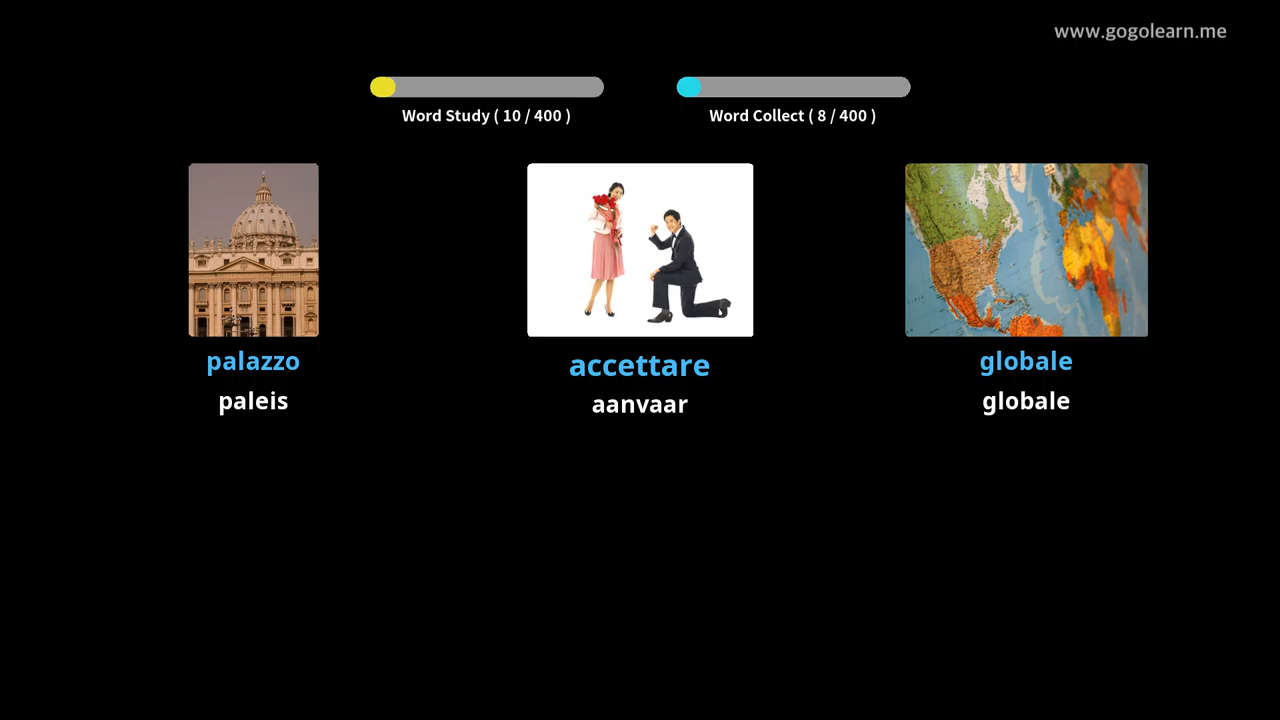 www.gogolearn.me
Word Study ( 10 / 400 )
Word Collect ( 8 / 400 )
palazzo
paleis
accettare
aanvaar
globale
globale